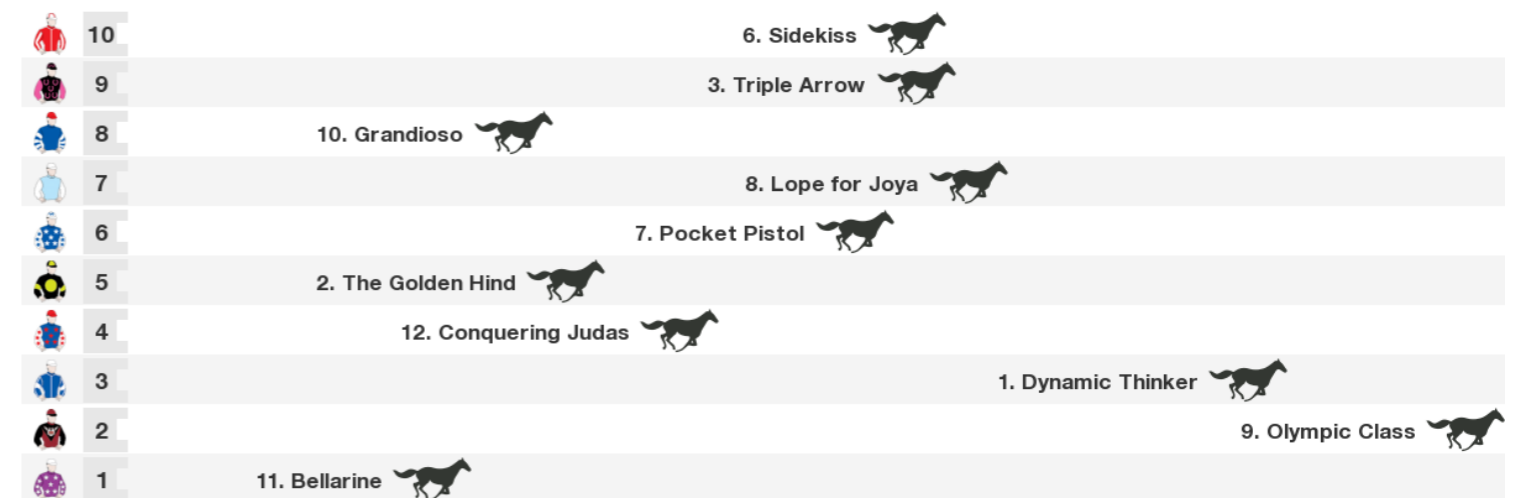 10 6. Sidekiss
9 3. Triple Arrow
8 10. Grandioso
7 8. Lope for Joya
6 7. Pocket Pistol
5 2. The Golden Hind
4 12. Conquering Judas
3 1. Dynamic Thinker
2 9. Olympic Class
1 11. Bellarine